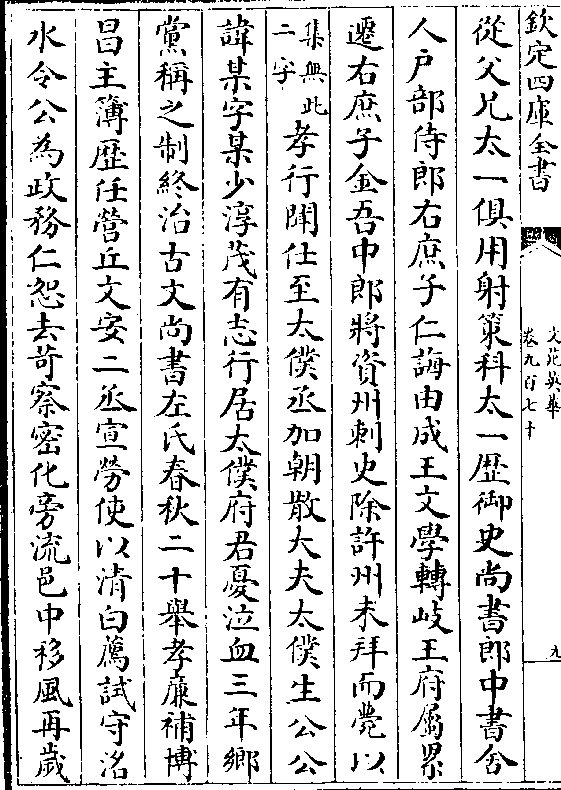 欽定四庫全書
文苑英華
卷九百七十
九
從父兄太一俱用射策科太一歴御史尚書郎中書舍
人戸部侍郎右庶子仁誨由成王文學轉岐王府屬累
遷右庶子金吾中郎將資州刺史除許州未拜而薨以
集無此
二字
孝行聞仕至太僕丞加朝散大夫太僕生公公
諱某字某少淳茂有志行居太僕府君憂泣血三年鄉
黨稱之制終治古文尚書左氏春秋二十舉孝廉補博
昌主簿歴任營丘文安二丞宣勞使以清白薦試守洺
水令公為政務仁恕去苛察密化旁流邑中移風再歲